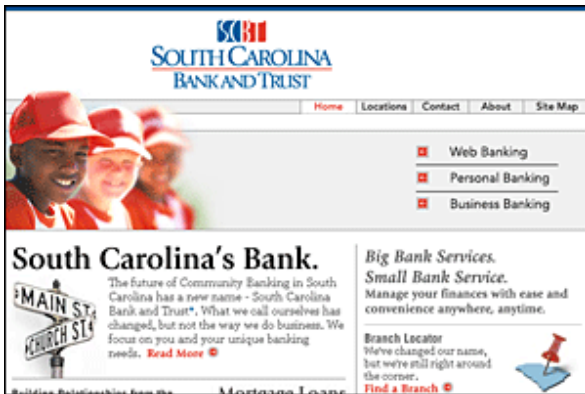 SCBT
SOUTH CAROLINA
BANK AND TRUST
Home Locations Contact About Site Map
Web Banking
Personal Banking
Business Banking
South Carolina's Bank.
MAIN ST.
CHURCH ST.
The future of Community Banking in South
Carolina has a new name - South Carolina
Bank and Trust*. What we call ourselves has
changed, but not the way we do business. We
focus on you and your unique banking
needs. Read More
Big Bank Services.
Small Bank Service.
Manage your finances with ease and
convenience anywhere, anytime.
Branch Locator
We've changed our name,
but we're still right around
the corner.
Find a Branch
Building Relationships from the
Mortgage Loans